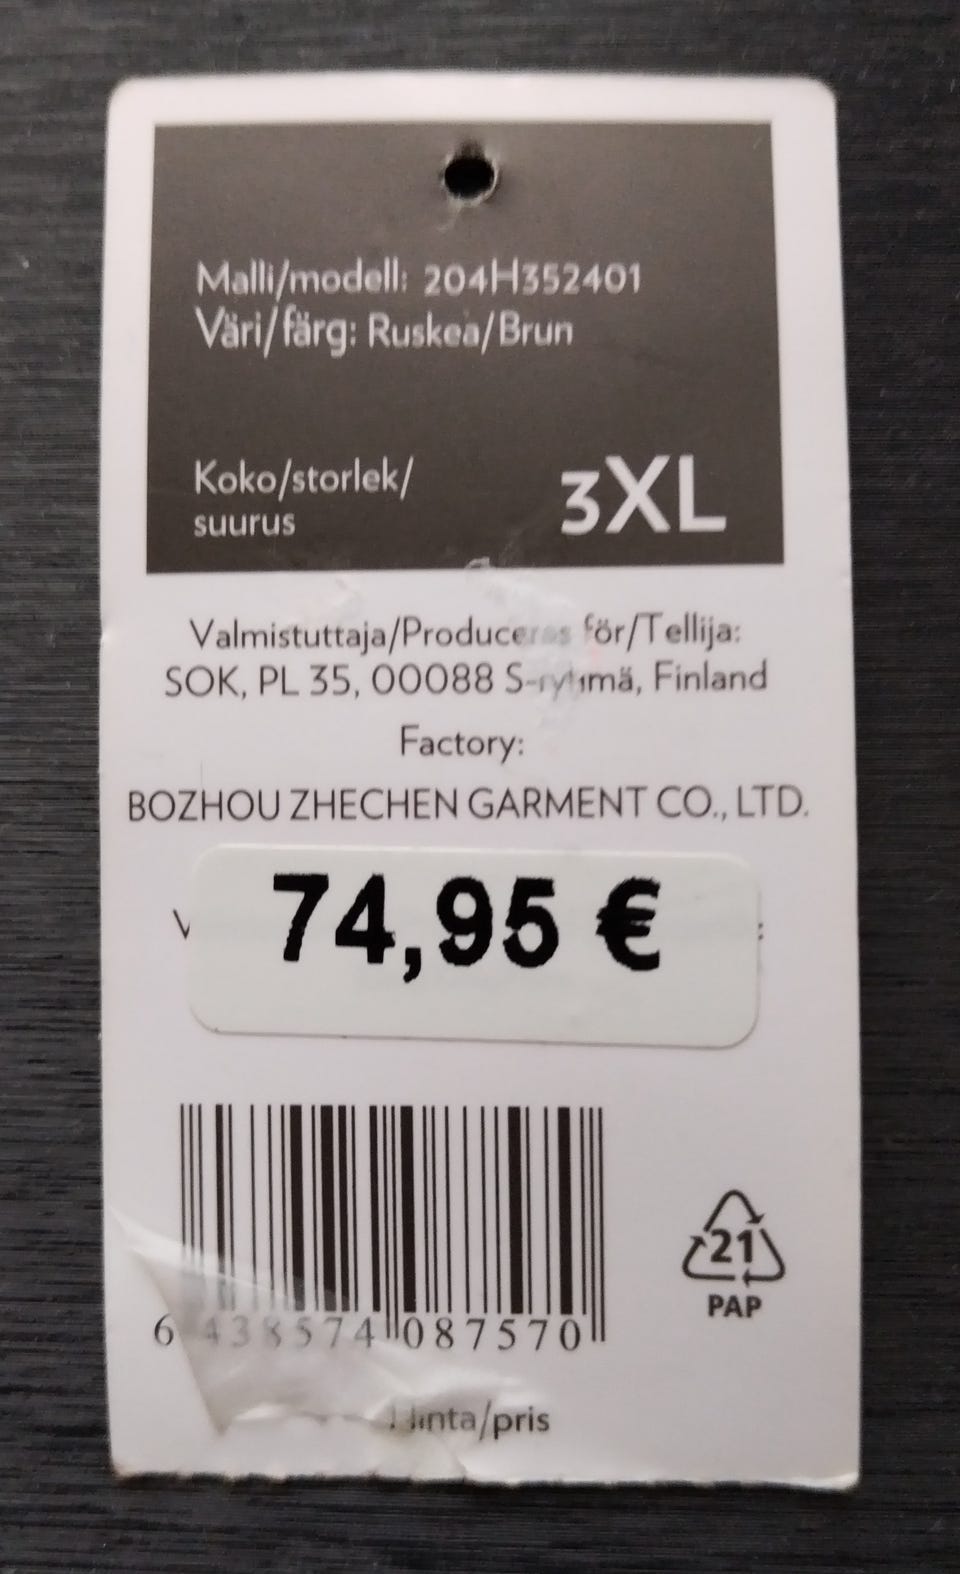 Malli/modell: 204H352401
Väri/färg: Ruskea/Brun
Koko/storlek/
suurus
3XL
Valmistuttaja/Produceras för/Tellija:
SOK, PL 35, 00088 S-ryhmä, Finland
Factory:
BOZHOU ZHECHEN GARMENT CO., LTD.
74,95 €
21
PAP
6 438574 087570
Hinta/pris